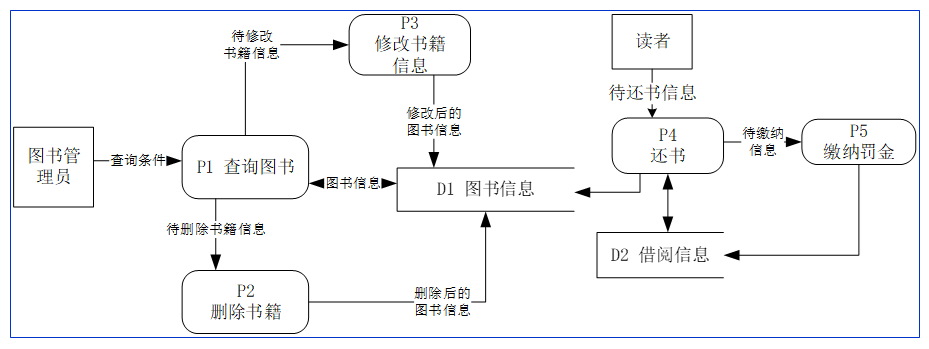 待修改
书籍信息
P3
修改书籍
信息
读者
修改后的
图书信息
待还书信息
图书管
理员
查询条件
P1 查询图书
图书信息
D1 图书信息
P4
还书
待缴纳
信息
P5
缴纳罚金
待删除书籍信息
D2 借阅信息
P2
删除书籍
删除后的
图书信息